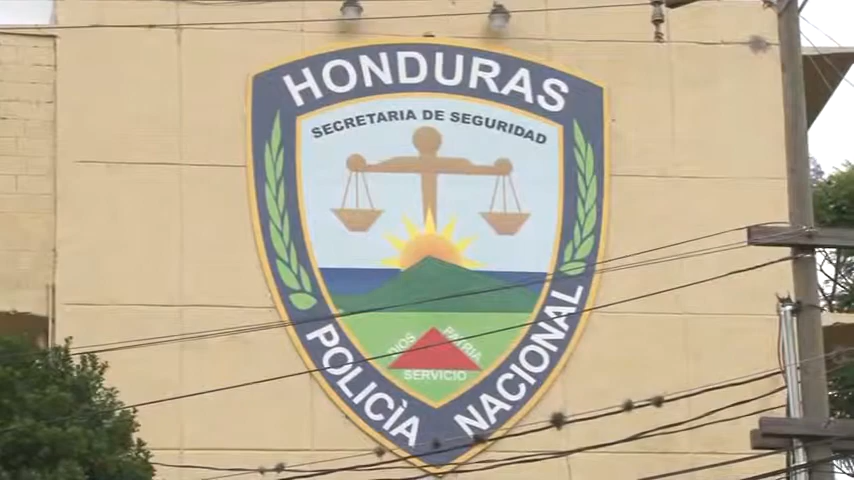 HONDURAS
SECRETARIA DE SEGURIDAD
DIOS PATRIA
SERVICIO
POLICÌA NACIONAL